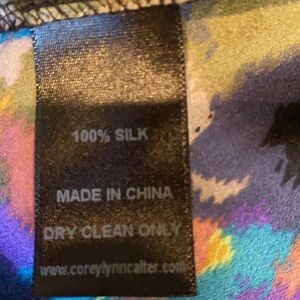 100% SILK
MADE IN CHINA
DRY CLEAN ONLY
www.coreylynncalter.com